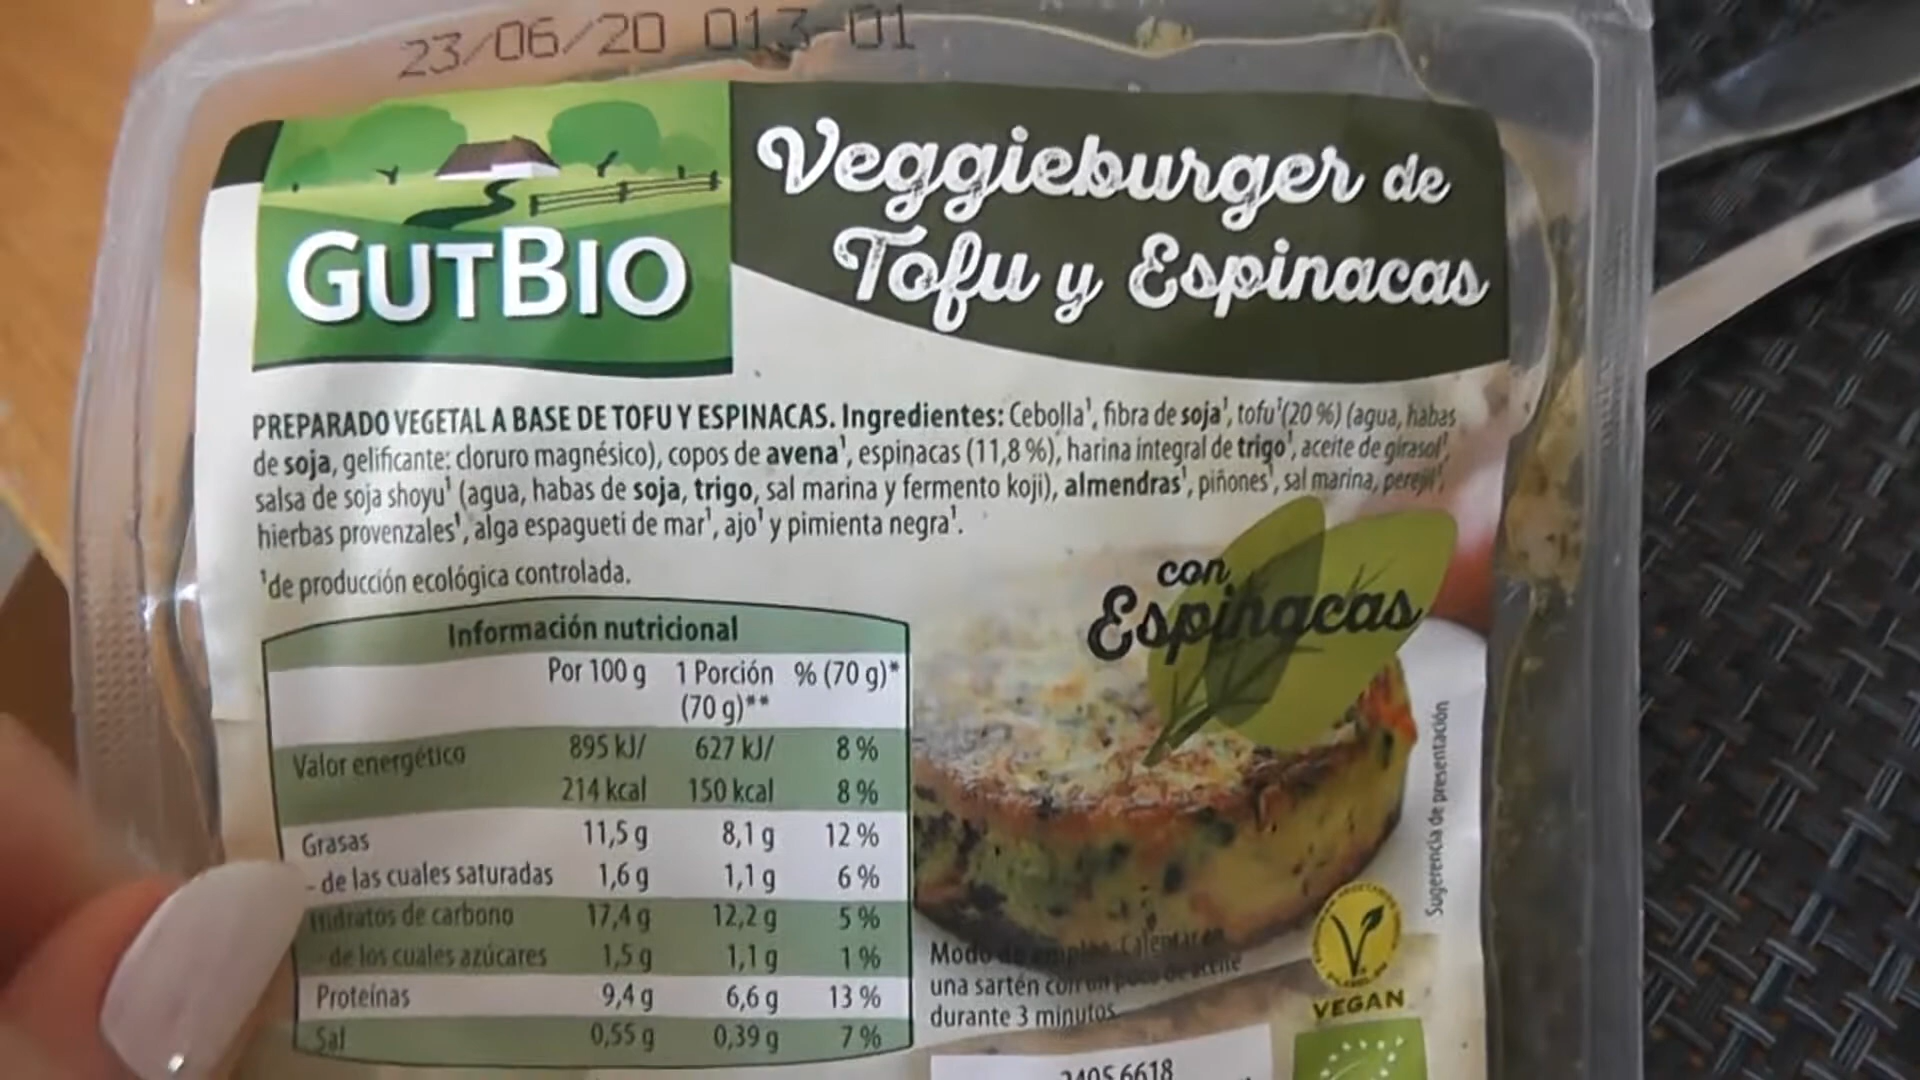 23/06/20 013-01
GUTBIO
Veggieburger de
Tofu y Espinacas
PREPARADO VEGETAL A BASE DE TOFU Y ESPINACAS. Ingredientes: Cebolla¹, fibra de soja¹, tofu¹(20 %) (agua, habas
de soja, gelificante: cloruro magnésico), copos de avena¹, espinacas (11,8 %), harina integral de trigo¹, aceite de girasol¹,
salsa de soja shoyu¹ (agua, habas de soja, trigo, sal marina y fermento koji), almendras¹, piñones¹, sal marina, perejil¹,
hierbas provenzales¹, alga espagueti de mar¹, ajo¹ y pimienta negra¹.
¹de producción ecológica controlada.
con
Espinacas
Información nutricional
Por 100 g 1 Porción % (70 g)*
(70 g)**
Valor energético 895 kJ/ 627 kJ/ 8 %
214 kcal 150 kcal 8 %
Grasas 11,5 g 8,1 g 12 %
- de las cuales saturadas 1,6 g 1,1 g 6 %
Hidratos de carbono 17,4 g 12,2 g 5 %
- de los cuales azúcares 1,5 g 1,1 g 1 %
Proteínas 9,4 g 6,6 g 13 %
Sal 0,55 g 0,39 g 7 %
Sugerencia de presentación
Modo de empleo: Calentar en
una sartén con un poco de aceite
durante 3 minutos
VEGAN
2405 6618